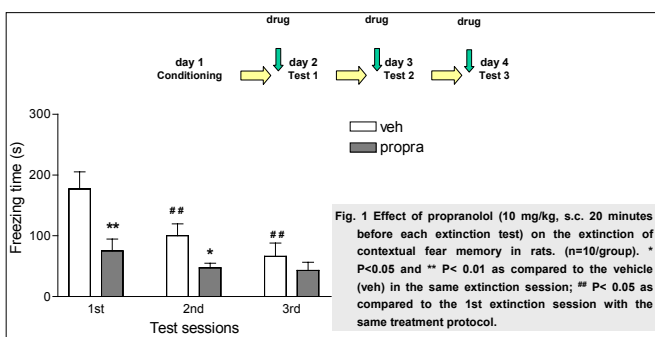 drug drug drug
day 1 day 2 day 3 day 4
Conditioning Test 1 Test 2 Test 3
300
200
100
0
Freezing time (s)
veh
propra
**
##
*
##
1st 2nd 3rd
Test sessions
Fig. 1 Effect of propranolol (10 mg/kg, s.c. 20 minutes
before each extinction test) on the extinction of
contextual fear memory in rats. (n=10/group). *
P<0.05 and ** P< 0.01 as compared to the vehicle
(veh) in the same extinction session; ## P< 0.05 as
compared to the 1st extinction session with the
same treatment protocol.